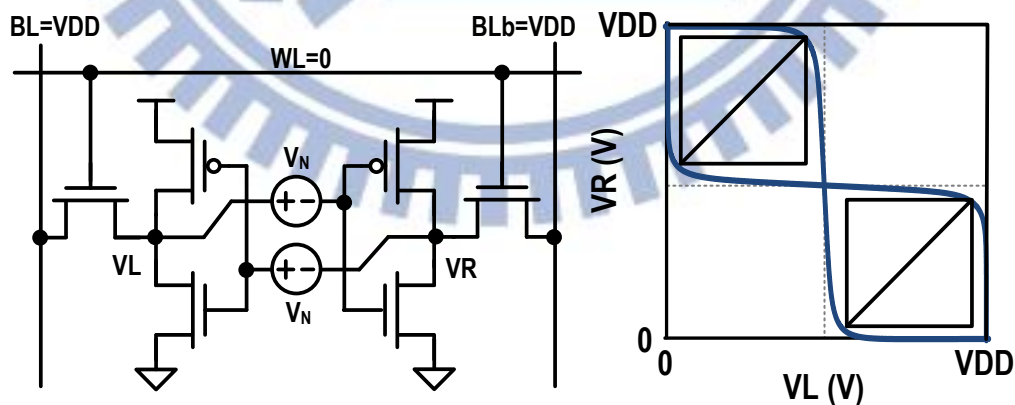 BL=VDD
BLb=VDD
WL=0
VN
VL
VR
VN
VDD
VR (V)
0
0
VDD
VL (V)